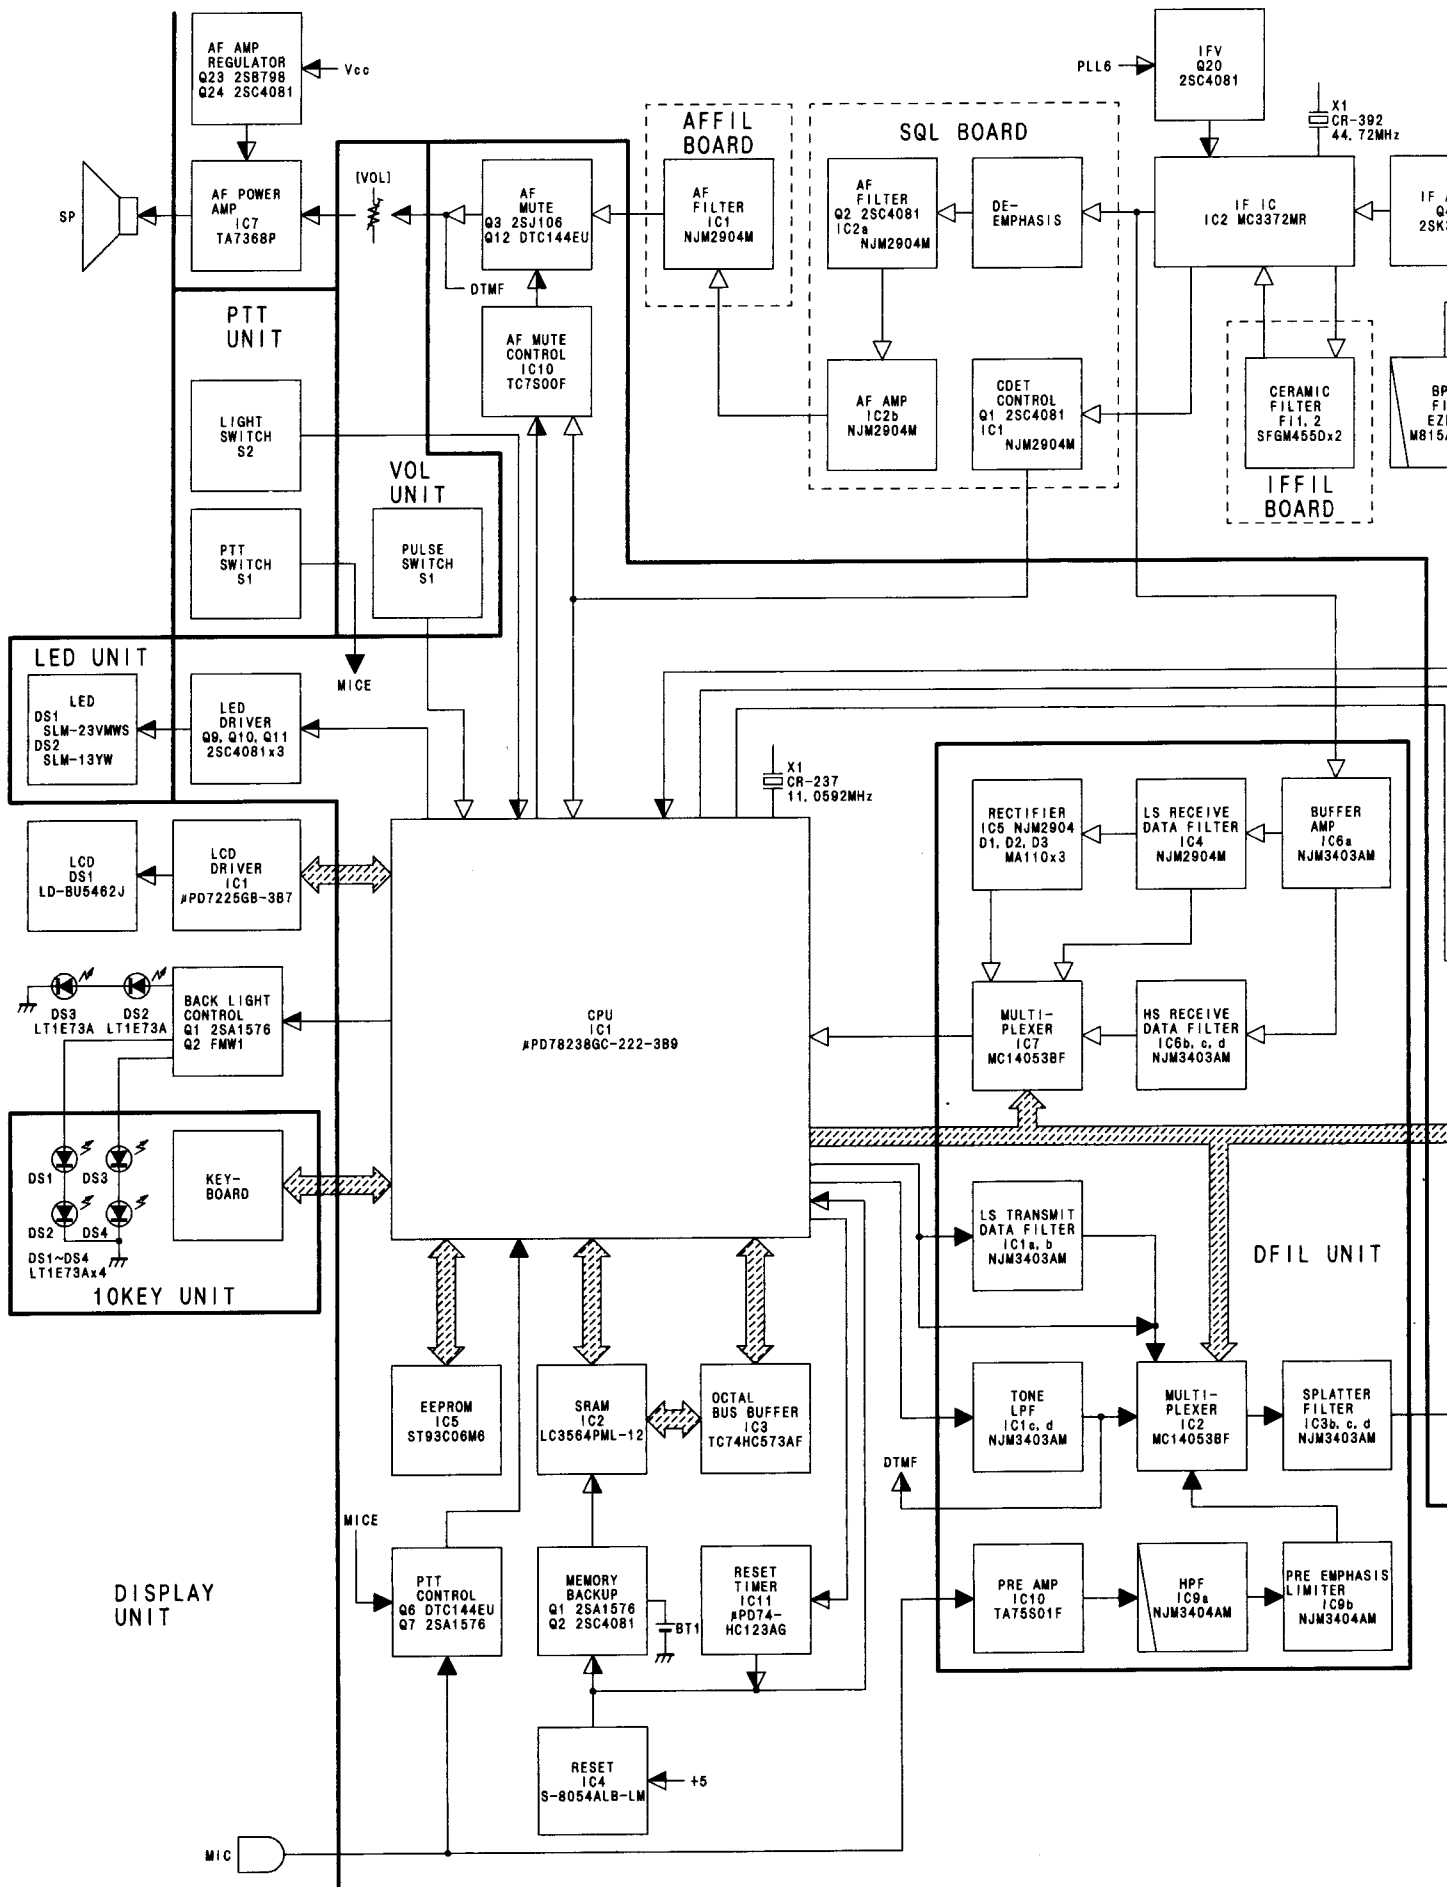 AF AMP
REGULATOR
Q23 2SB798
Q24 2SC4081
Vcc
PLL6
IFV
Q20
2SC4081
X1
CR-392
44.72MHz
AFFIL
BOARD
SQL BOARD
SP
AF POWER
AMP
IC7
TA7368P
[VOL]
AF
MUTE
Q3 2SJ106
Q12 DTC144EU
AF
FILTER
IC1
NJM2904M
AF
FILTER
Q2 2SC4081
IC2a
NJM2904M
DE-
EMPHASIS
IF IC
IC2 MC3372MR
IF A
Q
2SK3
DTMF
PTT
UNIT
AF MUTE
CONTROL
IC10
TC7S00F
AF AMP
IC2b
NJM2904M
CDET
CONTROL
Q1 2SC4081
IC1
NJM2904M
CERAMIC
FILTER
FI1, 2
SFGM455Dx2
BP
FI
EZ
M815A
LIGHT
SWITCH
S2
VOL
UNIT
IFFIL
BOARD
PTT
SWITCH
S1
PULSE
SWITCH
S1
LED UNIT
MICE
LED
DS1
SLM-23VMWS
DS2
SLM-13YW
LED
DRIVER
Q9, Q10, Q11
2SC4081x3
X1
CR-237
11.0592MHz
RECTIFIER
IC5 NJM2904
D1, D2, D3
MA110x3
LS RECEIVE
DATA FILTER
IC4
NJM2904M
BUFFER
AMP
IC6a
NJM3403AM
LCD
DS1
LD-BU5462J
LCD
DRIVER
IC1
μPD7225GB-3B7
DS3
LT1E73A
DS2
LT1E73A
BACK LIGHT
CONTROL
Q1 2SA1576
Q2 FMW1
CPU
IC1
μPD78238GC-222-3B9
MULTI-
PLEXER
IC7
MC14053BF
HS RECEIVE
DATA FILTER
IC6b, c, d
NJM3403AM
DS1
DS3
DS2
DS4
DS1~DS4
LT1E73Ax4
KEY-
BOARD
10KEY UNIT
LS TRANSMIT
DATA FILTER
IC1a, b
NJM3403AM
DFIL UNIT
EEPROM
IC5
ST93C06M6
SRAM
IC2
LC3564PML-12
OCTAL
BUS BUFFER
IC3
TC74HC573AF
TONE
LPF
IC1c, d
NJM3403AM
MULTI-
PLEXER
IC2
MC14053BF
SPLATTER
FILTER
IC3b, c, d
NJM3403AM
DTMF
MICE
DISPLAY
UNIT
PTT
CONTROL
Q6 DTC144EU
Q7 2SA1576
MEMORY
BACKUP
Q1 2SA1576
Q2 2SC4081
BT1
RESET
TIMER
IC11
μPD74-
HC123AG
PRE AMP
IC10
TA75S01F
HPF
IC9a
NJM3404AM
PRE EMPHASIS
LIMITER
IC9b
NJM3404AM
RESET
IC4
S-8054ALB-LM
+5
MIC